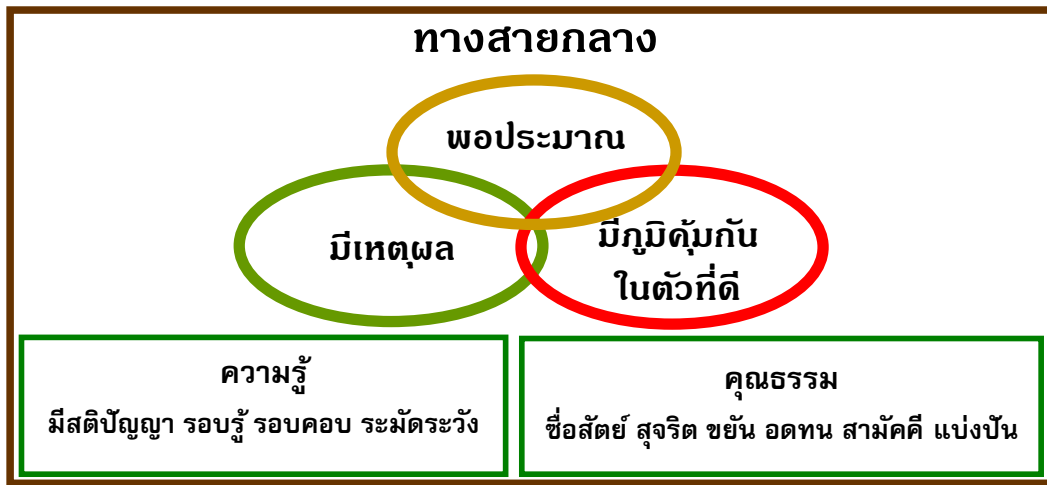 ทางสายกลาง
พอประมาณ
มีเหตุผล
มีภูมิคุ้มกัน
ในตัวที่ดี
ความรู้
มีสติปัญญา รอบรู้ รอบคอบ ระมัดระวัง
คุณธรรม
ซื่อสัตย์ สุจริต ขยัน อดทน สามัคคี แบ่งปัน